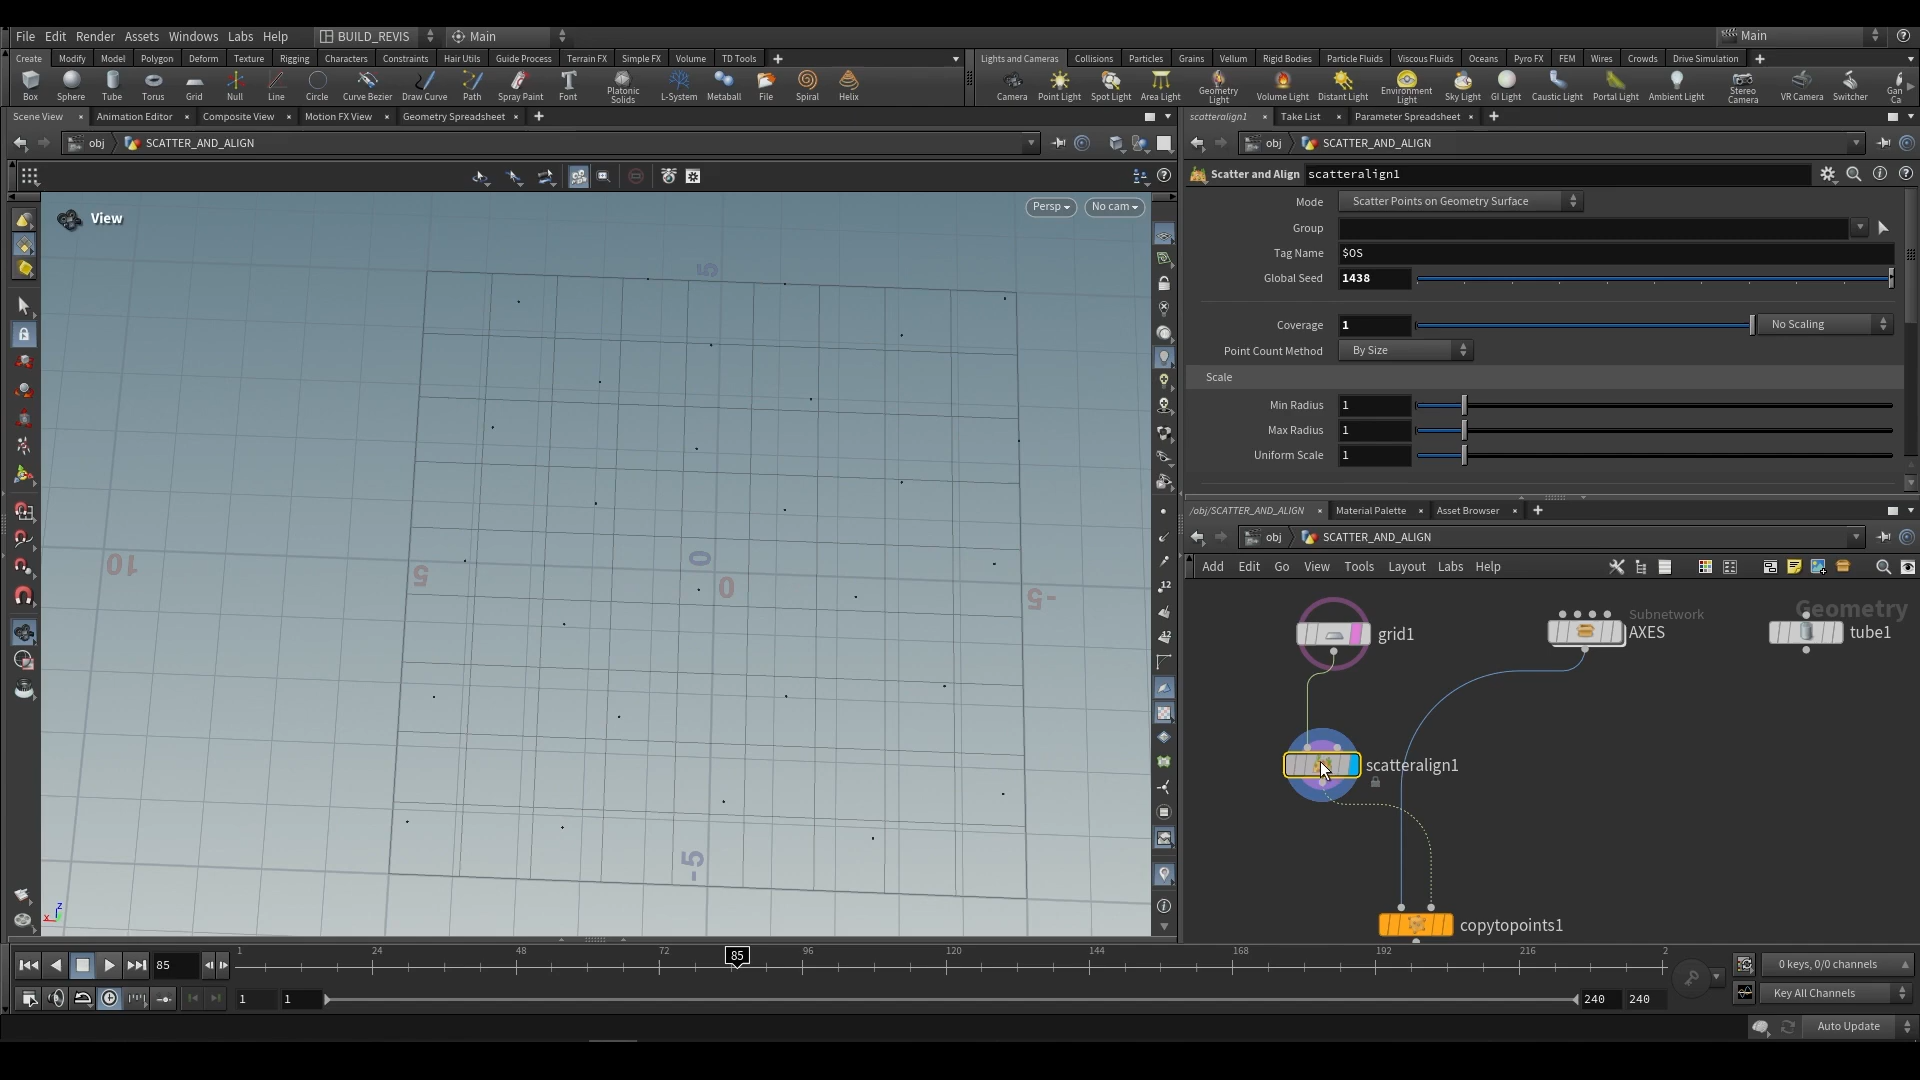 File Edit Render Assets Windows Labs Help BUILD_REVIS Main Main
Create Modify Model Polygon Deform Texture Rigging Characters Constraints Hair Utils Guide Process Terrain FX Simple FX Volume TD Tools
Lights and Cameras Collisions Particles Grains Vellum Rigid Bodies Particle Fluids Viscous Fluids Oceans Pyro FX FEM Wires Crowds Drive Simulation
Box Sphere Tube Torus Grid Null Line Circle Curve Bezier Draw Curve Path Spray Paint Font Platonic Solids L-System Metaball File Spiral Helix
Camera Point Light Spot Light Area Light Geometry Light Volume Light Distant Light Environment Light Sky Light GI Light Caustic Light Portal Light Ambient Light Stereo Camera VR Camera Switcher Gan Ca
Scene View Animation Editor Composite View Motion FX View Geometry Spreadsheet
obj SCATTER_AND_ALIGN
View
Persp No cam
5
10 5 0 0 -5
-5
z
x
scatteralign1 Take List Parameter Spreadsheet
obj SCATTER_AND_ALIGN
Scatter and Align scatteralign1
Mode Scatter Points on Geometry Surface
Group
Tag Name $OS
Global Seed 1438
Coverage 1 No Scaling
Point Count Method By Size
Scale
Min Radius 1
Max Radius 1
Uniform Scale 1
12
12
/obj/SCATTER_AND_ALIGN Material Palette Asset Browser
obj SCATTER_AND_ALIGN
Add Edit Go View Tools Layout Labs Help
Geometry
grid1
Subnetwork
AXES
tube1
scatteralign1
copytopoints1
85 1 24 48 72 85 96 120 144 168 192 216 2
0 keys, 0/0 channels
1 1 240 240 Key All Channels
Auto Update